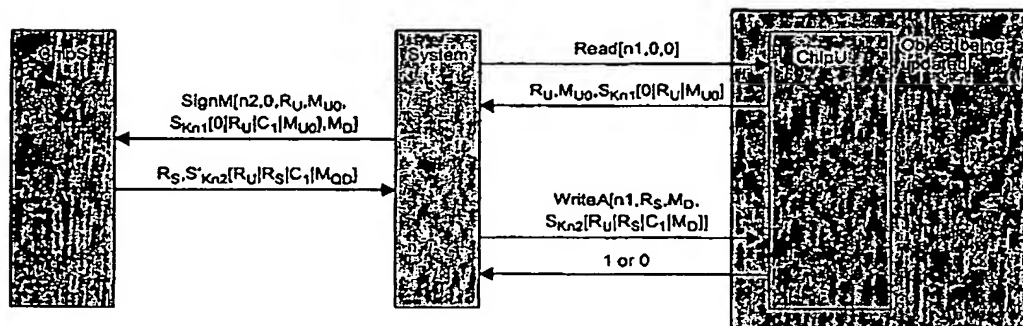 ChipS
System
Read[n1,0,0]
ChipU
Object being
updated
R_U,M_U0,S_Kn1[0|R_U|M_U0]
SignM[n2,0,R_U,M_U0,
S_Kn1[0|R_U|C_1|M_U0],M_D]
R_S,S'_Kn2[R_U|R_S|C_1|M_QD]
WriteA[n1,R_S,M_D,
S_Kn2[R_U|R_S|C_1|M_D]]
1 or 0